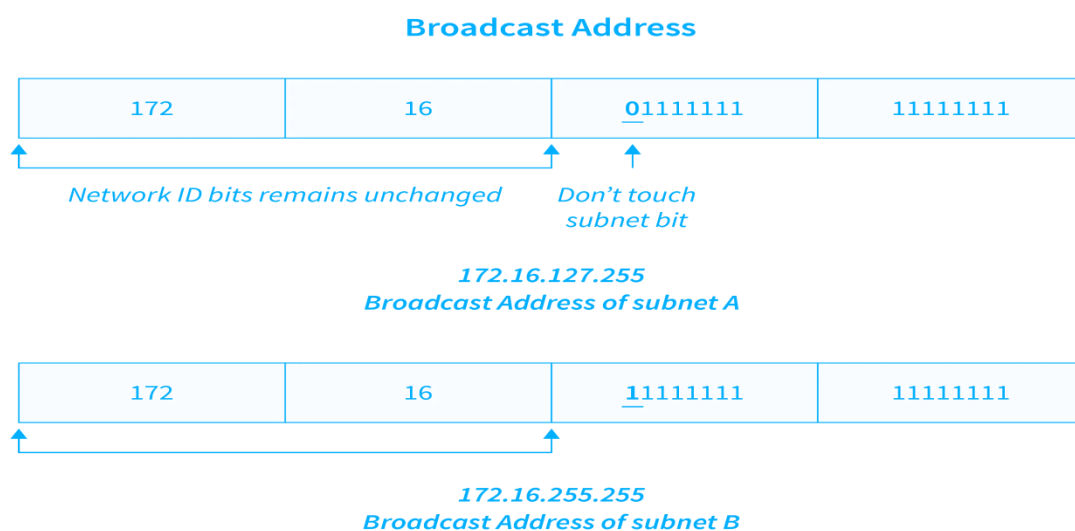 Broadcast Address
172 16 01111111 11111111
Network ID bits remains unchanged Don’t touch
subnet bit
172.16.127.255
Broadcast Address of subnet A
172 16 11111111 11111111
172.16.255.255
Broadcast Address of subnet B